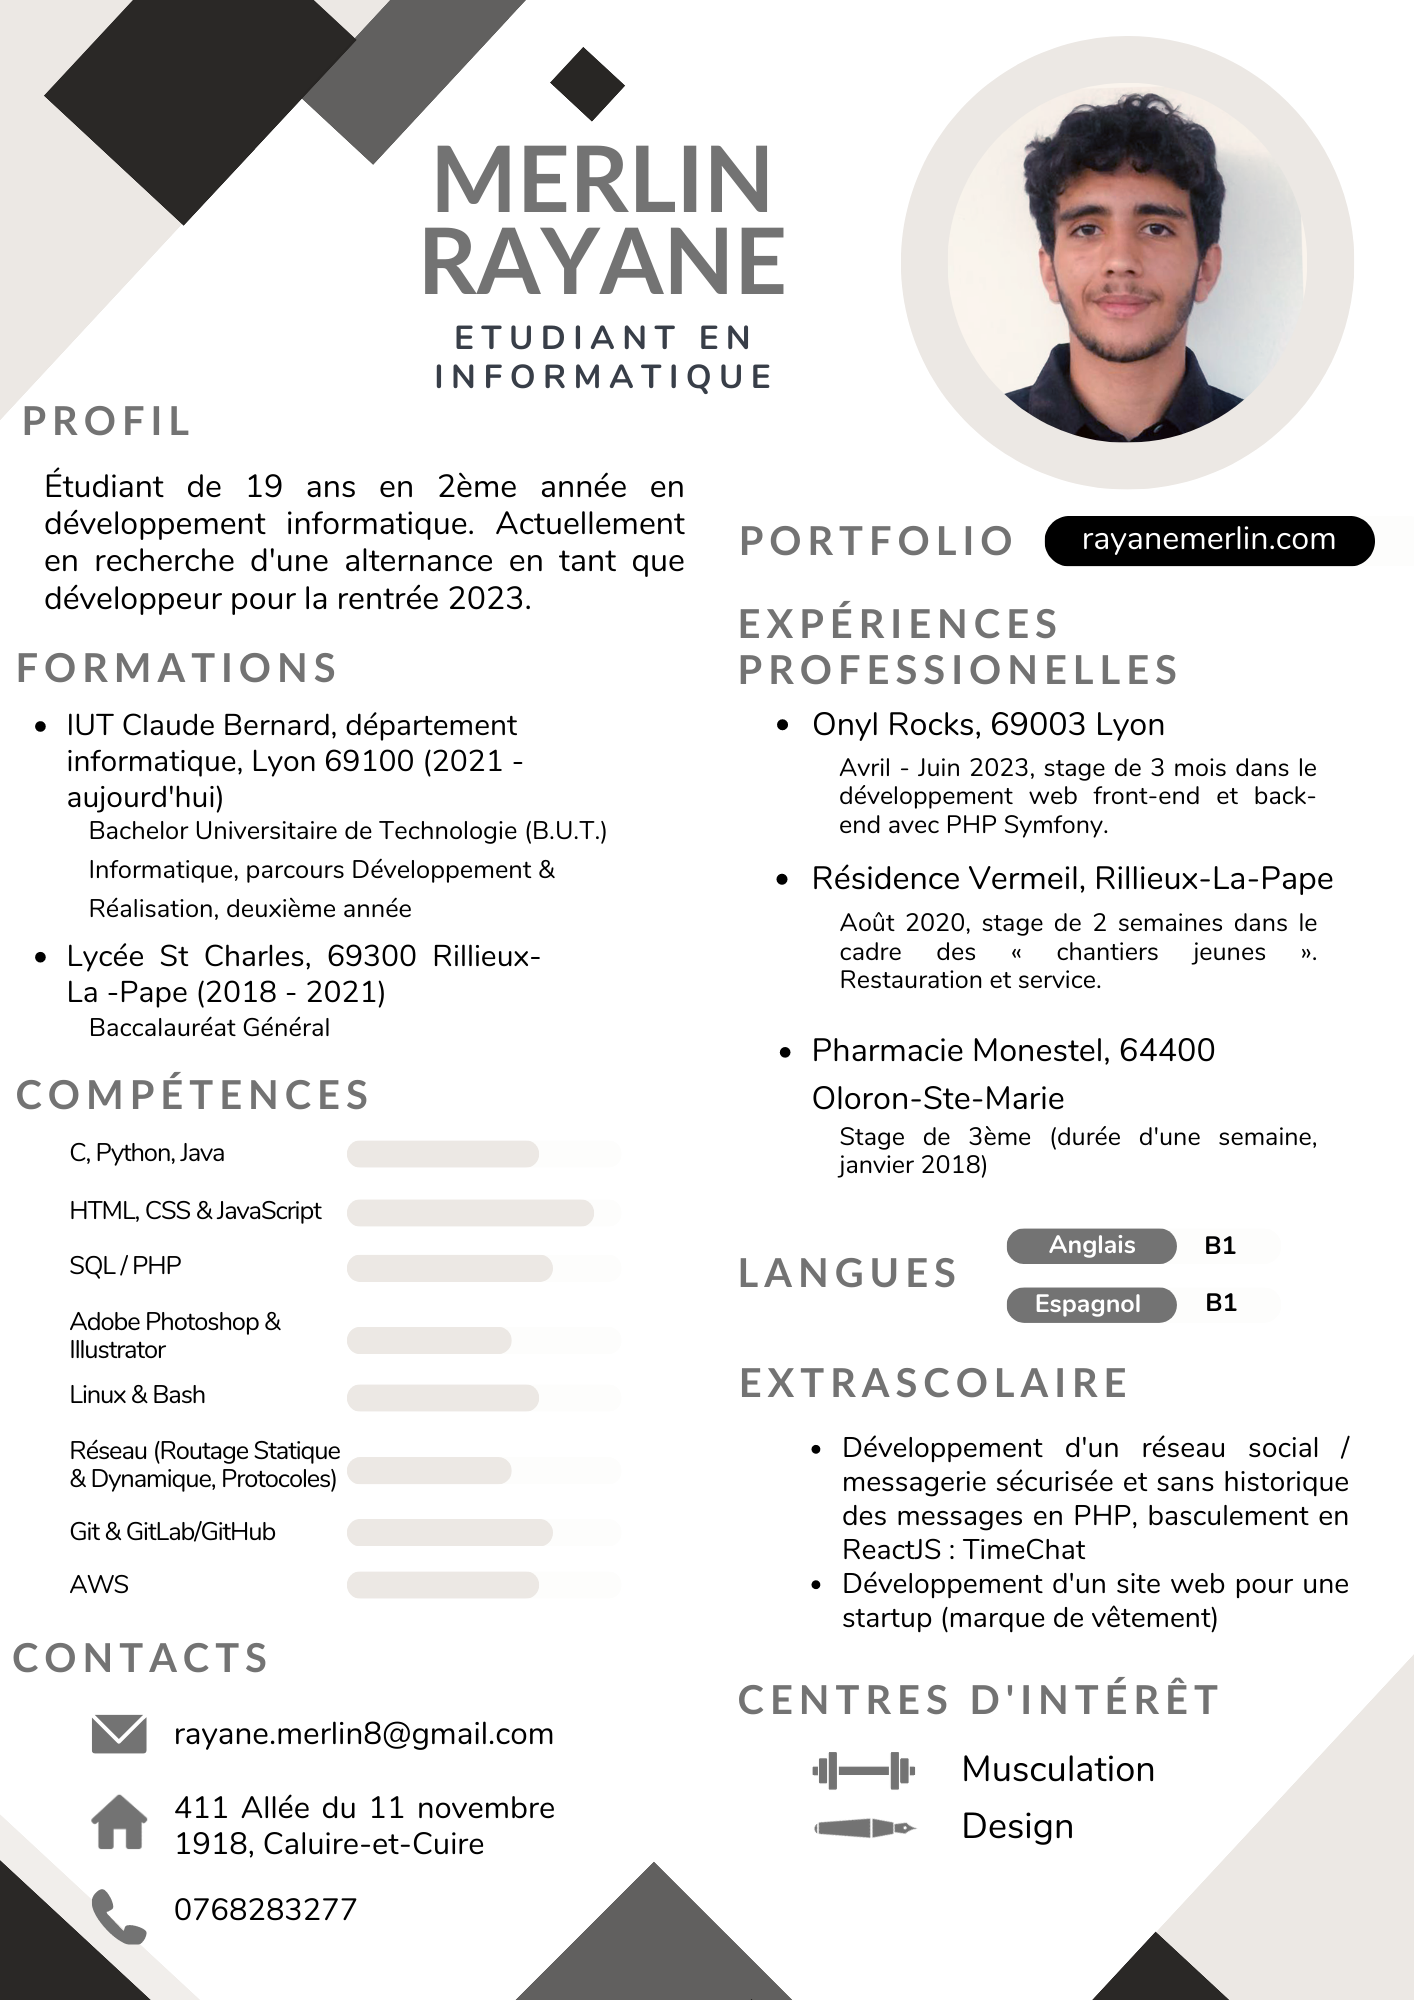 MERLIN
RAYANE
ETUDIANT EN
INFORMATIQUE
PROFIL
Étudiant de 19 ans en 2ème année en
développement informatique. Actuellement
en recherche d'une alternance en tant que
développeur pour la rentrée 2023.
FORMATIONS
• IUT Claude Bernard, département
informatique, Lyon 69100 (2021 -
aujourd'hui)
Bachelor Universitaire de Technologie (B.U.T.)
Informatique, parcours Développement &
Réalisation, deuxième année
• Lycée St Charles, 69300 Rillieux-
La -Pape (2018 - 2021)
Baccalauréat Général
COMPÉTENCES
C, Python, Java
HTML, CSS & JavaScript
SQL / PHP
Adobe Photoshop &
Illustrator
Linux & Bash
Réseau (Routage Statique
& Dynamique, Protocoles)
Git & GitLab/GitHub
AWS
CONTACTS
rayane.merlin8@gmail.com
411 Allée du 11 novembre
1918, Caluire-et-Cuire
0768283277
PORTFOLIO rayanemerlin.com
EXPÉRIENCES
PROFESSIONELLES
• Onyl Rocks, 69003 Lyon
Avril - Juin 2023, stage de 3 mois dans le
développement web front-end et back-
end avec PHP Symfony.
• Résidence Vermeil, Rillieux-La-Pape
Août 2020, stage de 2 semaines dans le
cadre des « chantiers jeunes ».
Restauration et service.
• Pharmacie Monestel, 64400
Oloron-Ste-Marie
Stage de 3ème (durée d'une semaine,
janvier 2018)
LANGUES
Anglais B1
Espagnol B1
EXTRASCOLAIRE
• Développement d'un réseau social /
messagerie sécurisée et sans historique
des messages en PHP, basculement en
ReactJS : TimeChat
• Développement d'un site web pour une
startup (marque de vêtement)
CENTRES D'INTÉRÊT
Musculation
Design